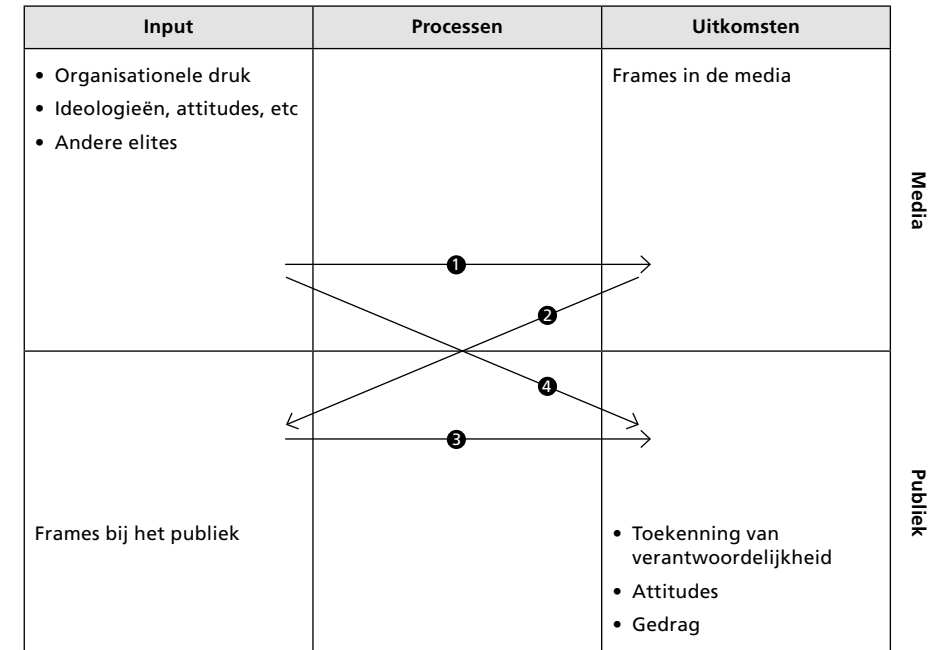 Input
Processen
Uitkomsten
• Organisationele druk
• Ideologieën, attitudes, etc
• Andere elites
Frames in de media
Media
1
2
4
3
Frames bij het publiek
• Toekenning van
verantwoordelijkheid
• Attitudes
• Gedrag
Publiek